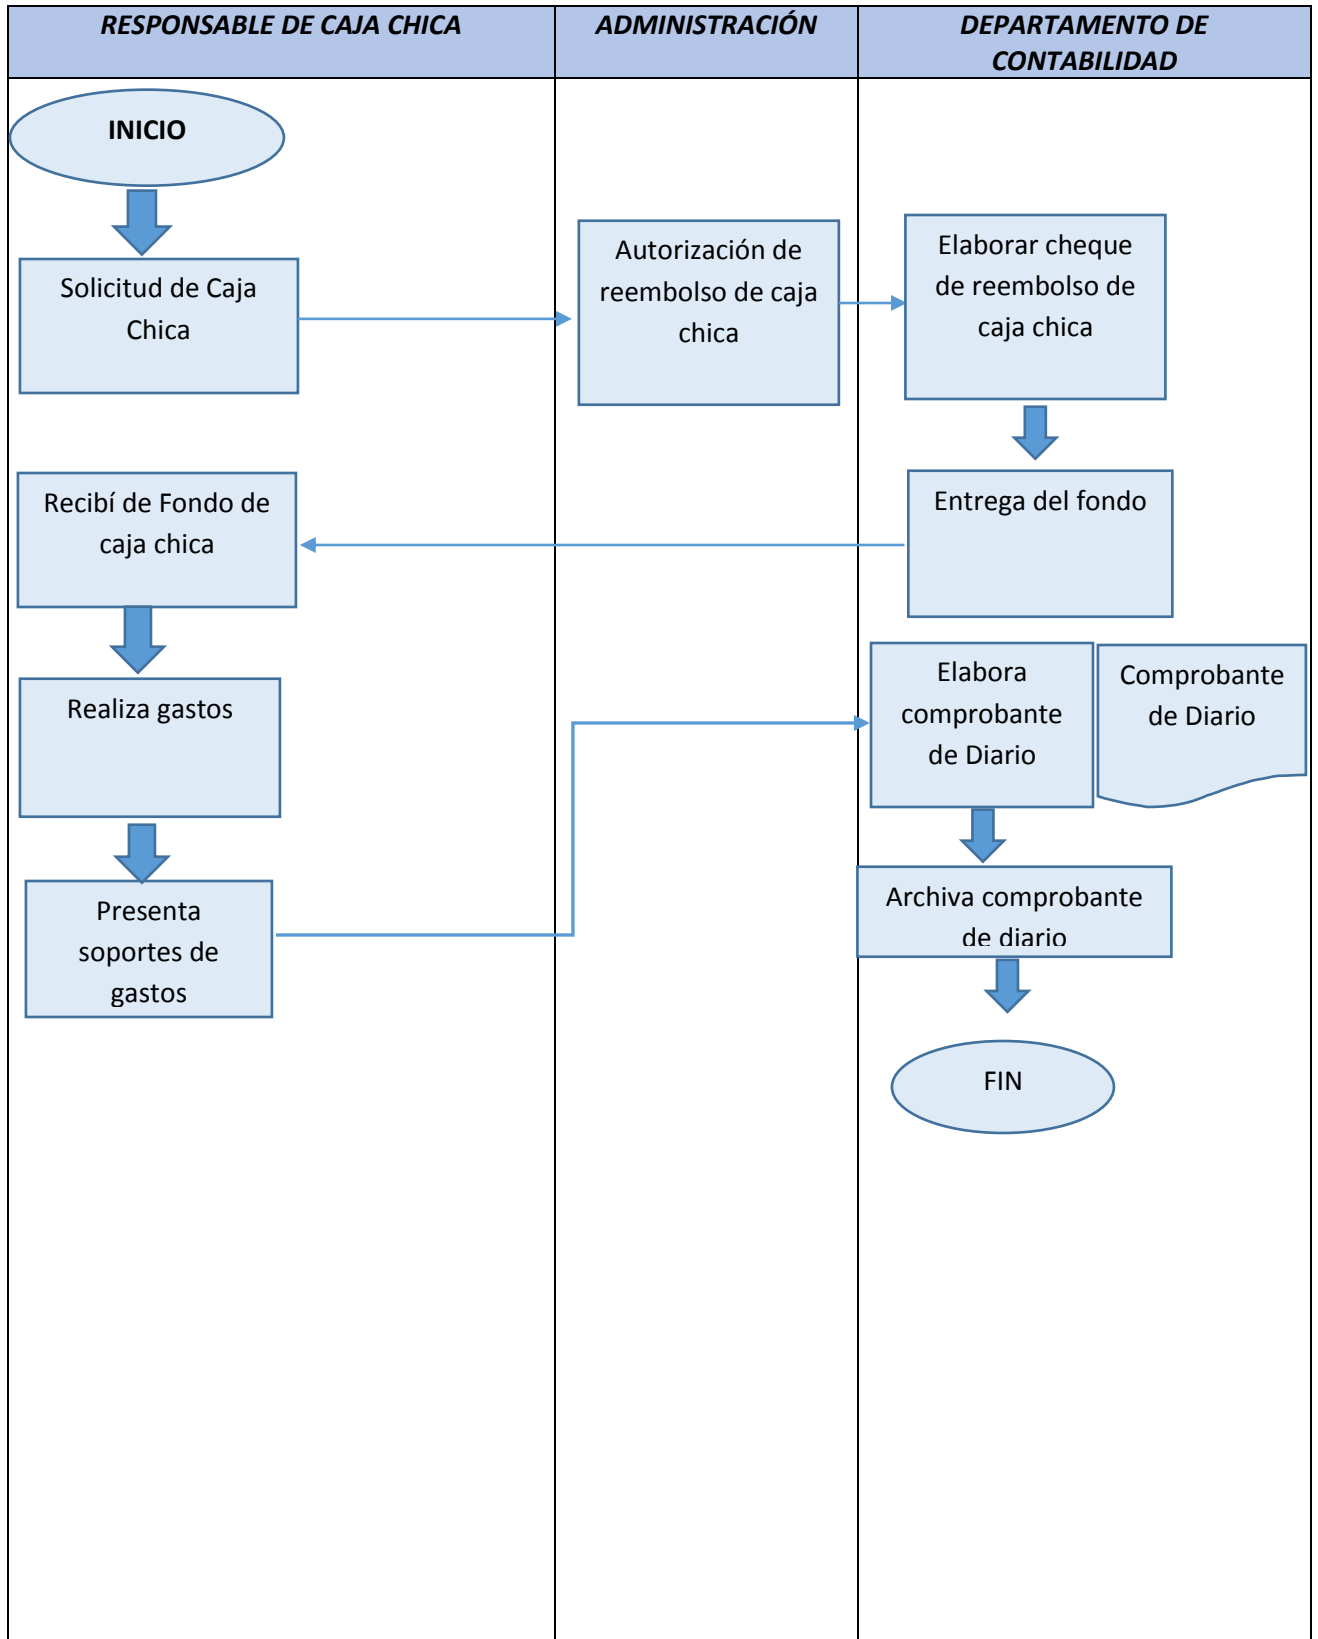 RESPONSABLE DE CAJA CHICA
ADMINISTRACIÓN
DEPARTAMENTO DE
CONTABILIDAD
INICIO
Solicitud de Caja
Chica
Autorización de
reembolso de caja
chica
Elaborar cheque
de reembolso de
caja chica
Entrega del fondo
Recibí de Fondo de
caja chica
Realiza gastos
Presenta
soportes de
gastos
Elabora
comprobante
de Diario
Comprobante
de Diario
Archiva comprobante
de diario
FIN